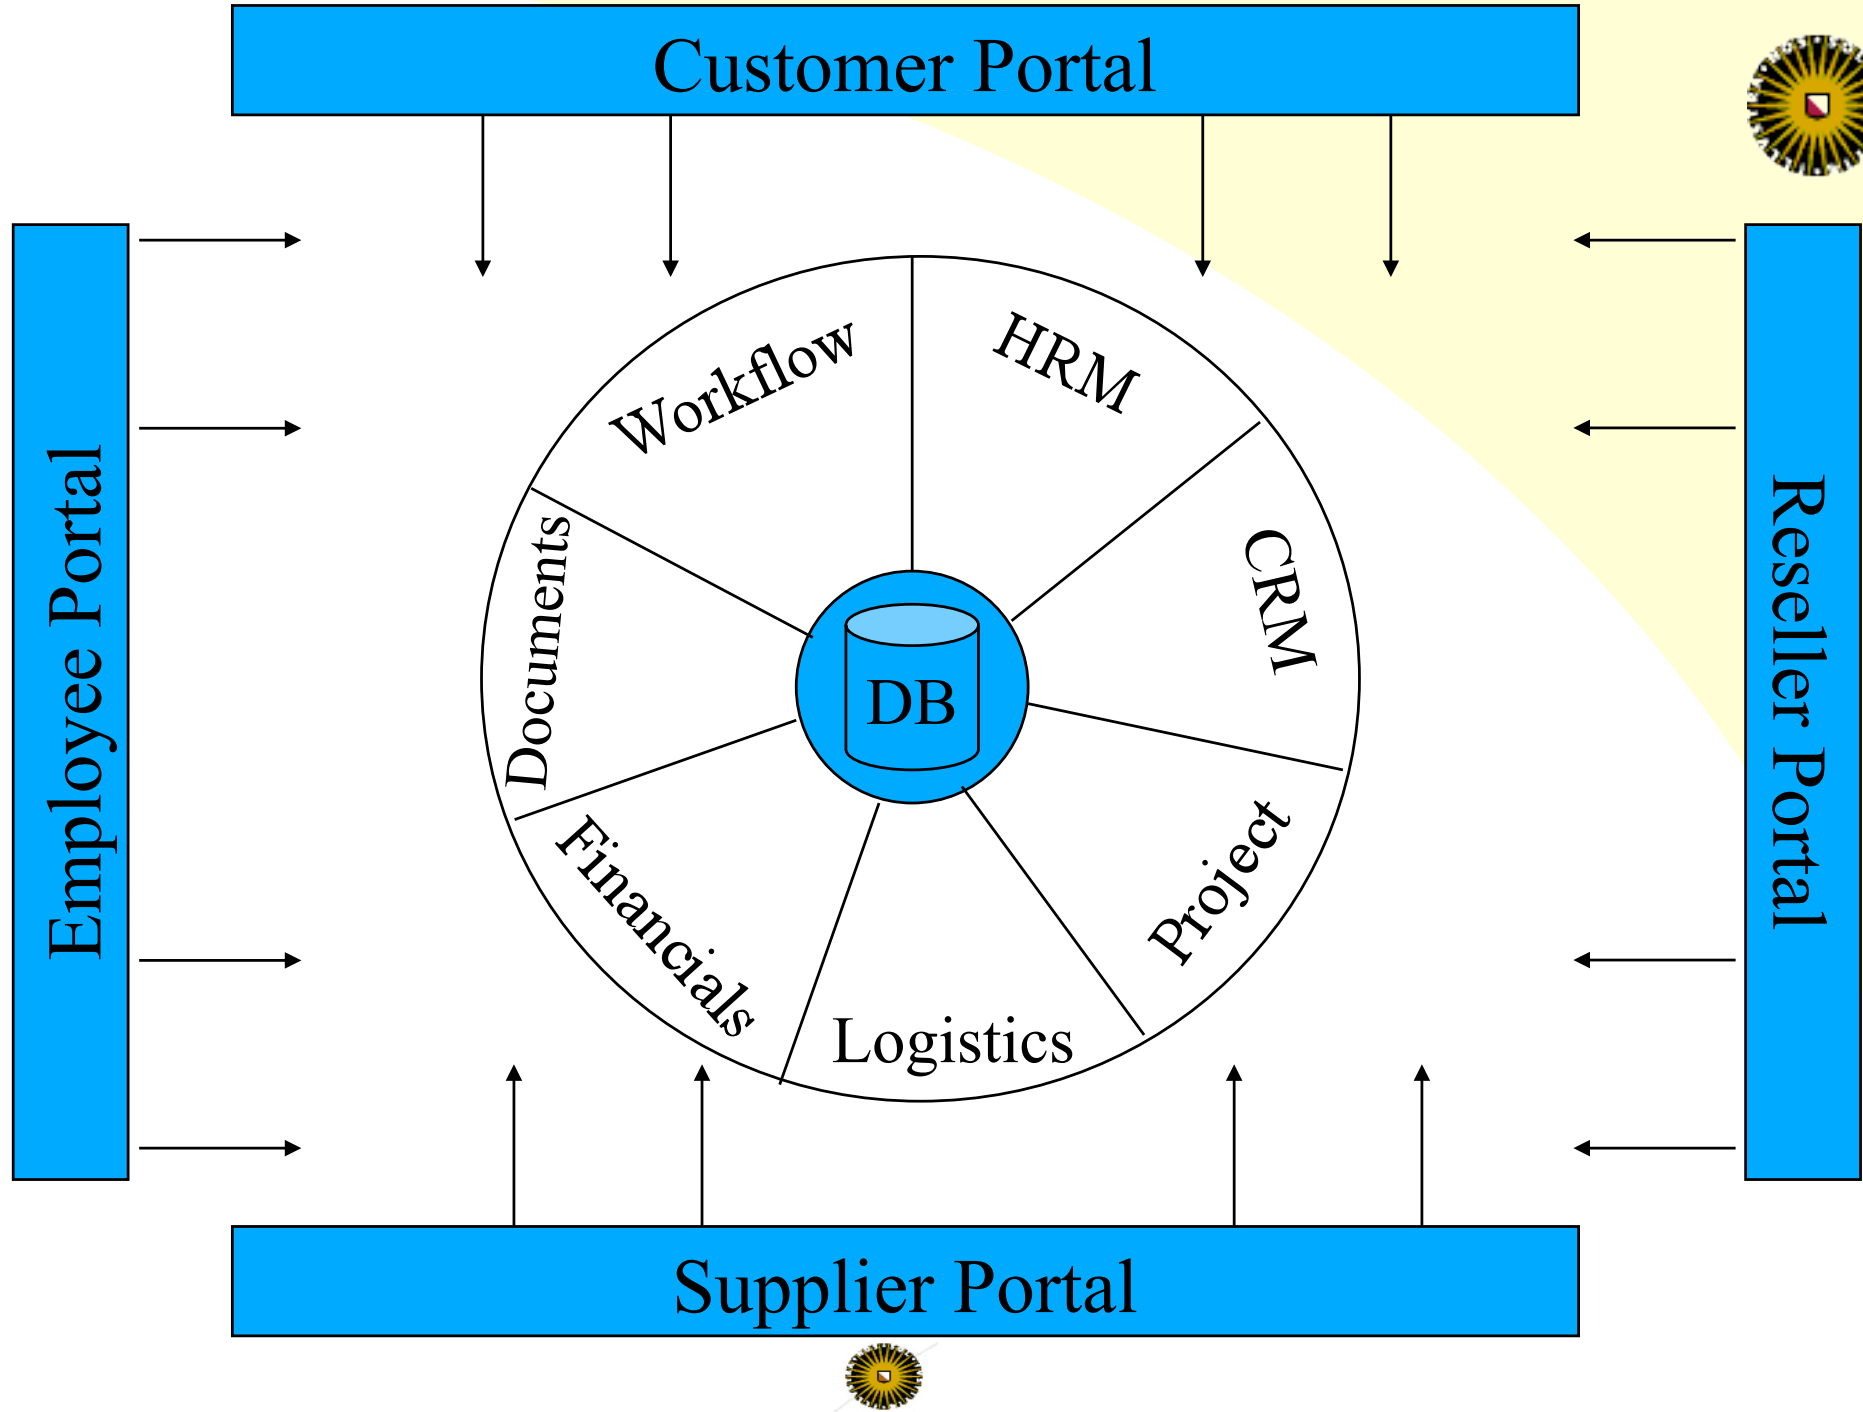 Customer Portal
Employee Portal
Workflow
HRM
Documents
CRM
DB
Financials
Project
Logistics
Reseller Portal
Supplier Portal